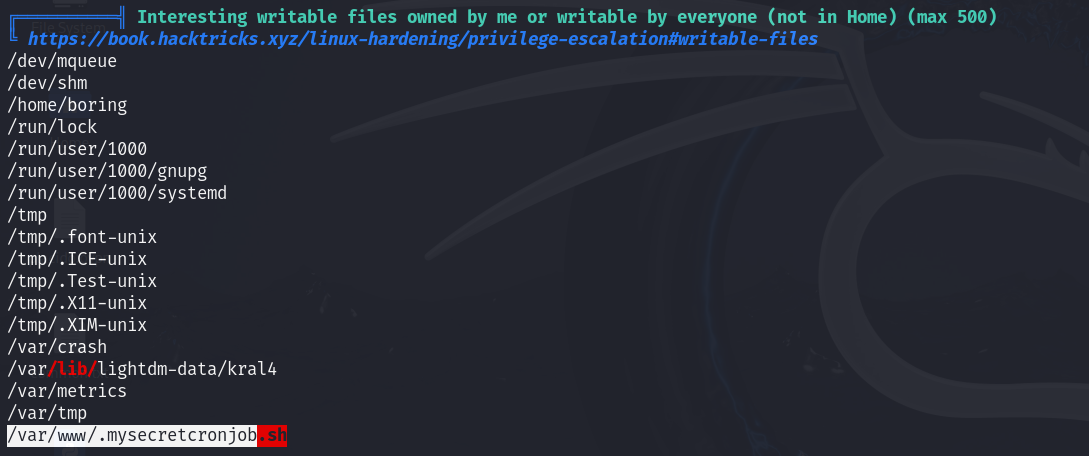 ╔══════════╣ Interesting writable files owned by me or writable by everyone (not in Home) (max 500)
╚ https://book.hacktricks.xyz/linux-hardening/privilege-escalation#writable-files
/dev/mqueue
/dev/shm
/home/boring
/run/lock
/run/user/1000
/run/user/1000/gnupg
/run/user/1000/systemd
/tmp
/tmp/.font-unix
/tmp/.ICE-unix
/tmp/.Test-unix
/tmp/.X11-unix
/tmp/.XIM-unix
/var/crash
/var/lib/lightdm-data/kral4
/var/metrics
/var/tmp
/var/www/.mysecretcronjob.sh